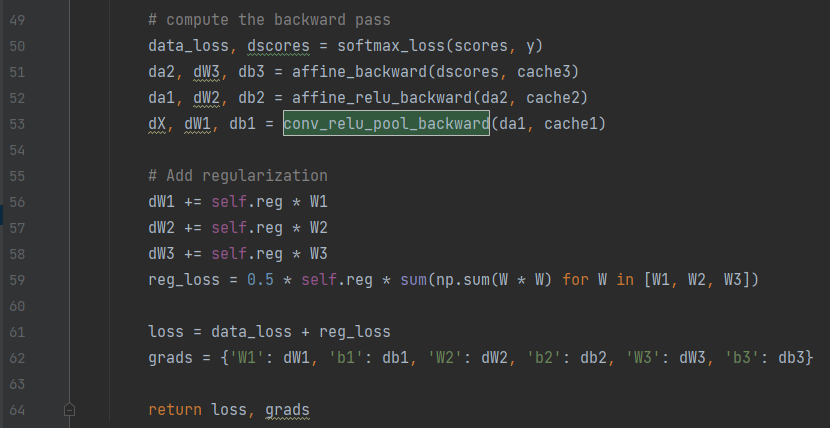 49 # compute the backward pass
50 data_loss, dscores = softmax_loss(scores, y)
51 da2, dW3, db3 = affine_backward(dscores, cache3)
52 da1, dW2, db2 = affine_relu_backward(da2, cache2)
53 dX, dW1, db1 = conv_relu_pool_backward(da1, cache1)
54
55 # Add regularization
56 dW1 += self.reg * W1
57 dW2 += self.reg * W2
58 dW3 += self.reg * W3
59 reg_loss = 0.5 * self.reg * sum(np.sum(W * W) for W in [W1, W2, W3])
60
61 loss = data_loss + reg_loss
62 grads = {'W1': dW1, 'b1': db1, 'W2': dW2, 'b2': db2, 'W3': dW3, 'b3': db3}
63
64 return loss, grads